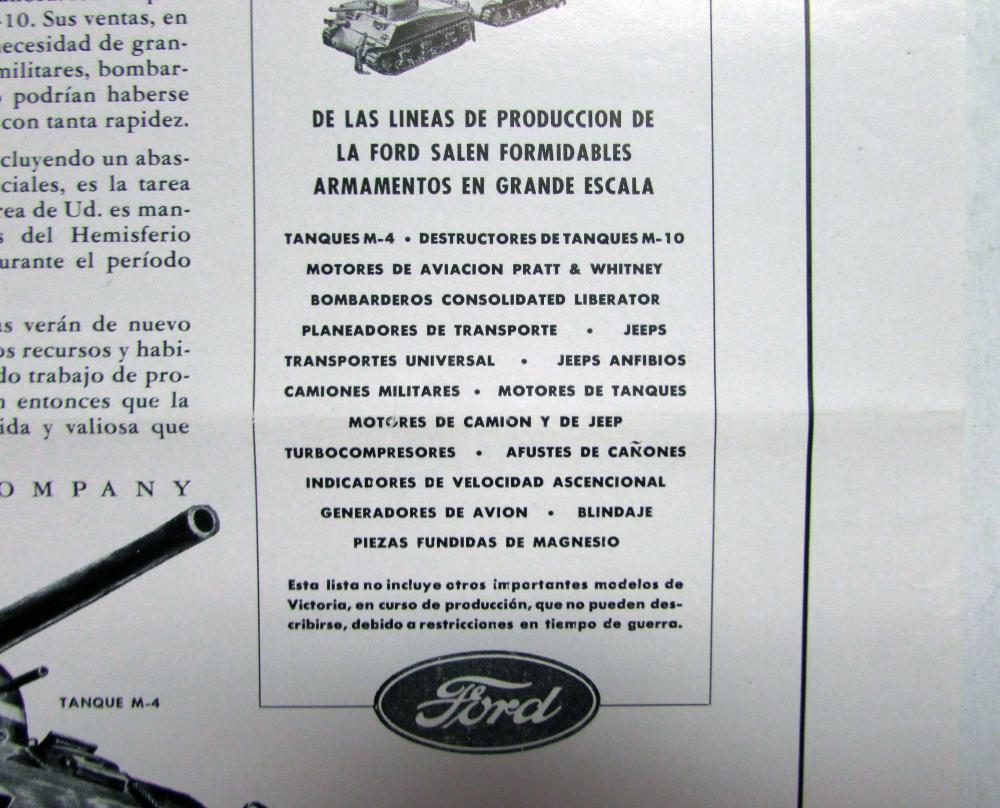 -10. Sus ventas, en
necesidad de gran-
militares, bombar-
podrían haberse
con tanta rapidez.
cluyendo un abas-
ciales, es la tarea
rea de Ud. es man-
s del Hemisferio
urante el período
as verán de nuevo
os recursos y habi-
do trabajo de pro-
n entonces que la
ida y valiosa que
OMPANY
TANQUE M-4
DE LAS LINEAS DE PRODUCCION DE
LA FORD SALEN FORMIDABLES
ARMAMENTOS EN GRANDE ESCALA
TANQUES M-4 • DESTRUCTORES DE TANQUES M-10
MOTORES DE AVIACION PRATT & WHITNEY
BOMBARDEROS CONSOLIDATED LIBERATOR
PLANEADORES DE TRANSPORTE • JEEPS
TRANSPORTES UNIVERSAL • JEEPS ANFIBIOS
CAMIONES MILITARES • MOTORES DE TANQUES
MOTORES DE CAMION Y DE JEEP
TURBOCOMPRESORES • AFUSTES DE CAÑONES
INDICADORES DE VELOCIDAD ASCENCIONAL
GENERADORES DE AVION • BLINDAJE
PIEZAS FUNDIDAS DE MAGNESIO
Esta lista no incluye otros importantes modelos de
Victoria, en curso de producción, que no pueden des-
cribirse, debido a restricciones en tiempo de guerra.
Ford